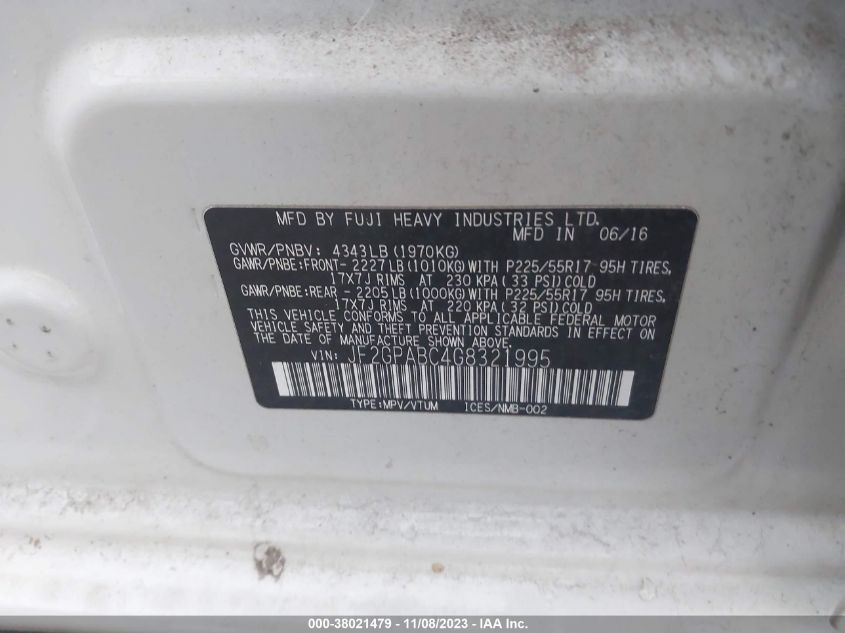 MFD BY FUJI HEAVY INDUSTRIES LTD.
MFD IN 06/16
GVWR/PNBV: 4343LB(1970KG)
GAWR/PNBE:FRONT- 2227LB(1010KG)WITH P225/55R17 95H TIRES,
17X7J RIMS AT 230 KPA(33 PSI)COLD
GAWR/PNBE:REAR - 2205LB(1000KG)WITH P225/55R17 95H TIRES,
17X7J RIMS AT 220 KPA(32 PSI)COLD
THIS VEHICLE CONFORMS TO ALL APPLICABLE FEDERAL MOTOR
VEHICLE SAFETY AND THEFT PREVENTION STANDARDS IN EFFECT ON
THE DATE OF MANUFACTURE SHOWN ABOVE.
VIN: JF2GPABC4G8321995
TYPE:MPV/VTUM ICES/NMB-002
000-38021479 - 11/08/2023 - IAA Inc.